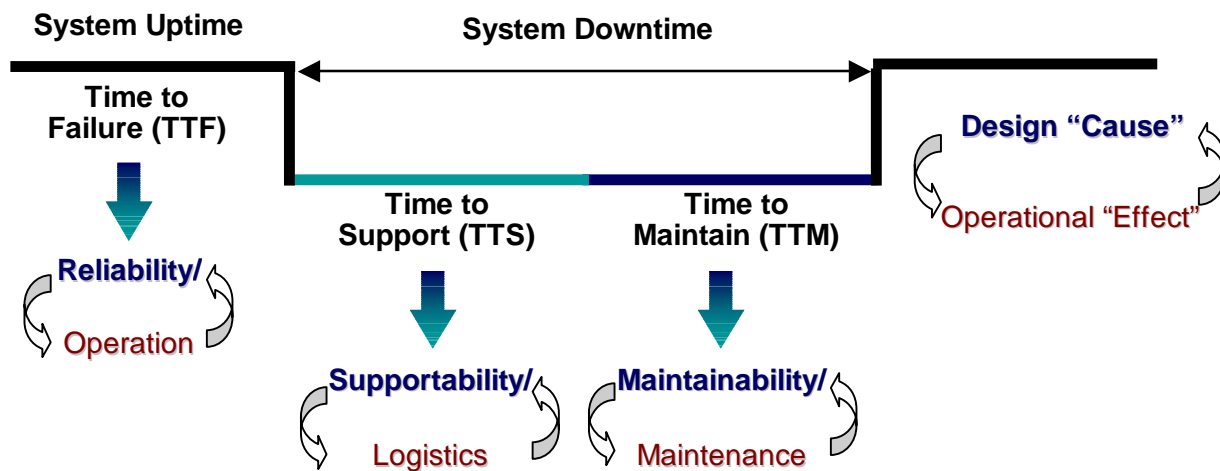 System Uptime
System Downtime
Time to
Failure (TTF)
Design “Cause”
Operational “Effect”
Time to
Support (TTS)
Time to
Maintain (TTM)
Reliability/
Operation
Supportability/
Logistics
Maintainability/
Maintenance